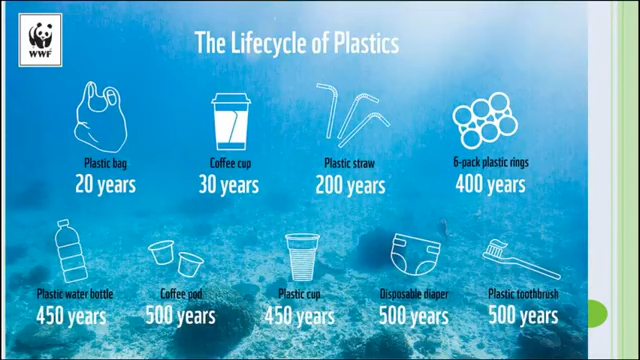 WWF
The Lifecycle of Plastics
Plastic bag
20 years
Coffee cup
30 years
Plastic straw
200 years
6-pack plastic rings
400 years
Plastic water bottle
450 years
Coffee pod
500 years
Plastic cup
450 years
Disposable diaper
500 years
Plastic toothbrush
500 years